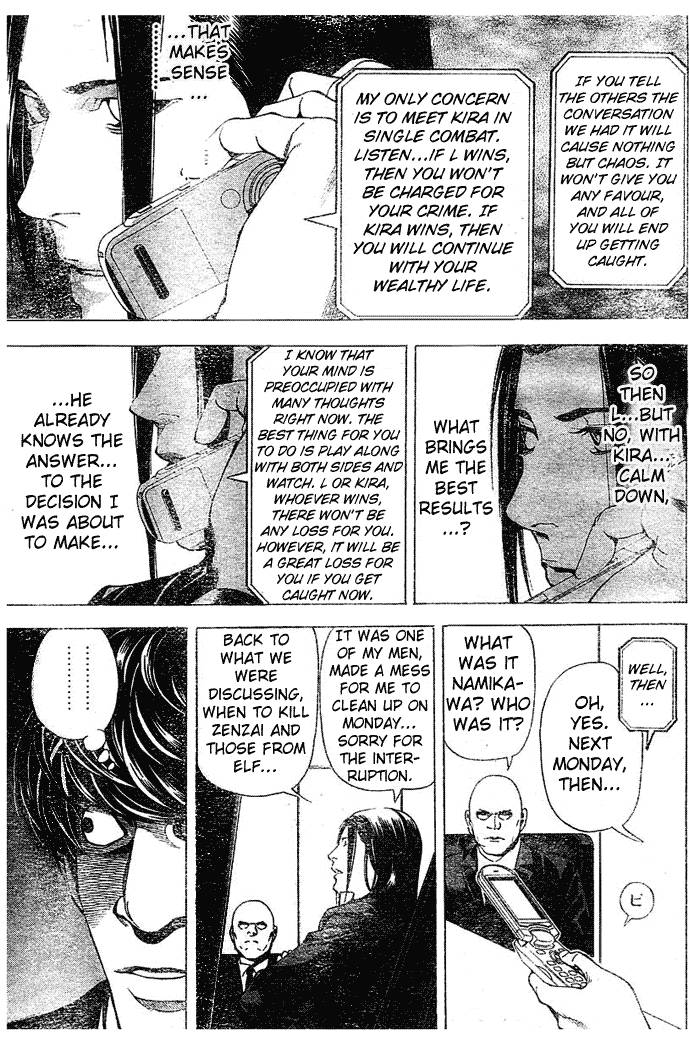 IF YOU TELL
THE OTHERS THE
CONVERSATION
WE HAD IT WILL
CAUSE NOTHING
BUT CHAOS. IT
WON'T GIVE YOU
ANY FAVOUR,
AND ALL OF
YOU WILL END
UP GETTING
CAUGHT.
MY ONLY CONCERN
IS TO MEET KIRA IN
SINGLE COMBAT.
LISTEN...IF L WINS,
THEN YOU WON'T
BE CHARGED FOR
YOUR CRIME. IF
KIRA WINS, THEN
YOU WILL CONTINUE
WITH YOUR
WEALTHY LIFE.
...THAT
MAKES
SENSE
...
SO
THEN
L...BUT
NO, WITH
KIRA...
CALM
DOWN,
WHAT
BRINGS
ME THE
BEST
RESULTS
...?
I KNOW THAT
YOUR MIND IS
PREOCCUPIED WITH
MANY THOUGHTS
RIGHT NOW. THE
BEST THING FOR YOU
TO DO IS PLAY ALONG
WITH BOTH SIDES AND
WATCH. L OR KIRA,
WHOEVER WINS,
THERE WON'T BE
ANY LOSS FOR YOU.
HOWEVER, IT WILL BE
A GREAT LOSS FOR
YOU IF YOU GET
CAUGHT NOW.
...HE
ALREADY
KNOWS THE
ANSWER...
TO THE
DECISION I
WAS ABOUT
TO MAKE...
WELL,
THEN
...
OH,
YES.
NEXT
MONDAY,
THEN...
ピ
WHAT
WAS IT
NAMIKA-
WA? WHO
WAS IT?
IT WAS ONE
OF MY MEN,
MADE A MESS
FOR ME TO
CLEAN UP ON
MONDAY...
SORRY FOR
THE INTER-
RUPTION.
BACK TO
WHAT WE
WERE
DISCUSSING,
WHEN TO KILL
ZENZAI AND
THOSE FROM
ELF...
.........